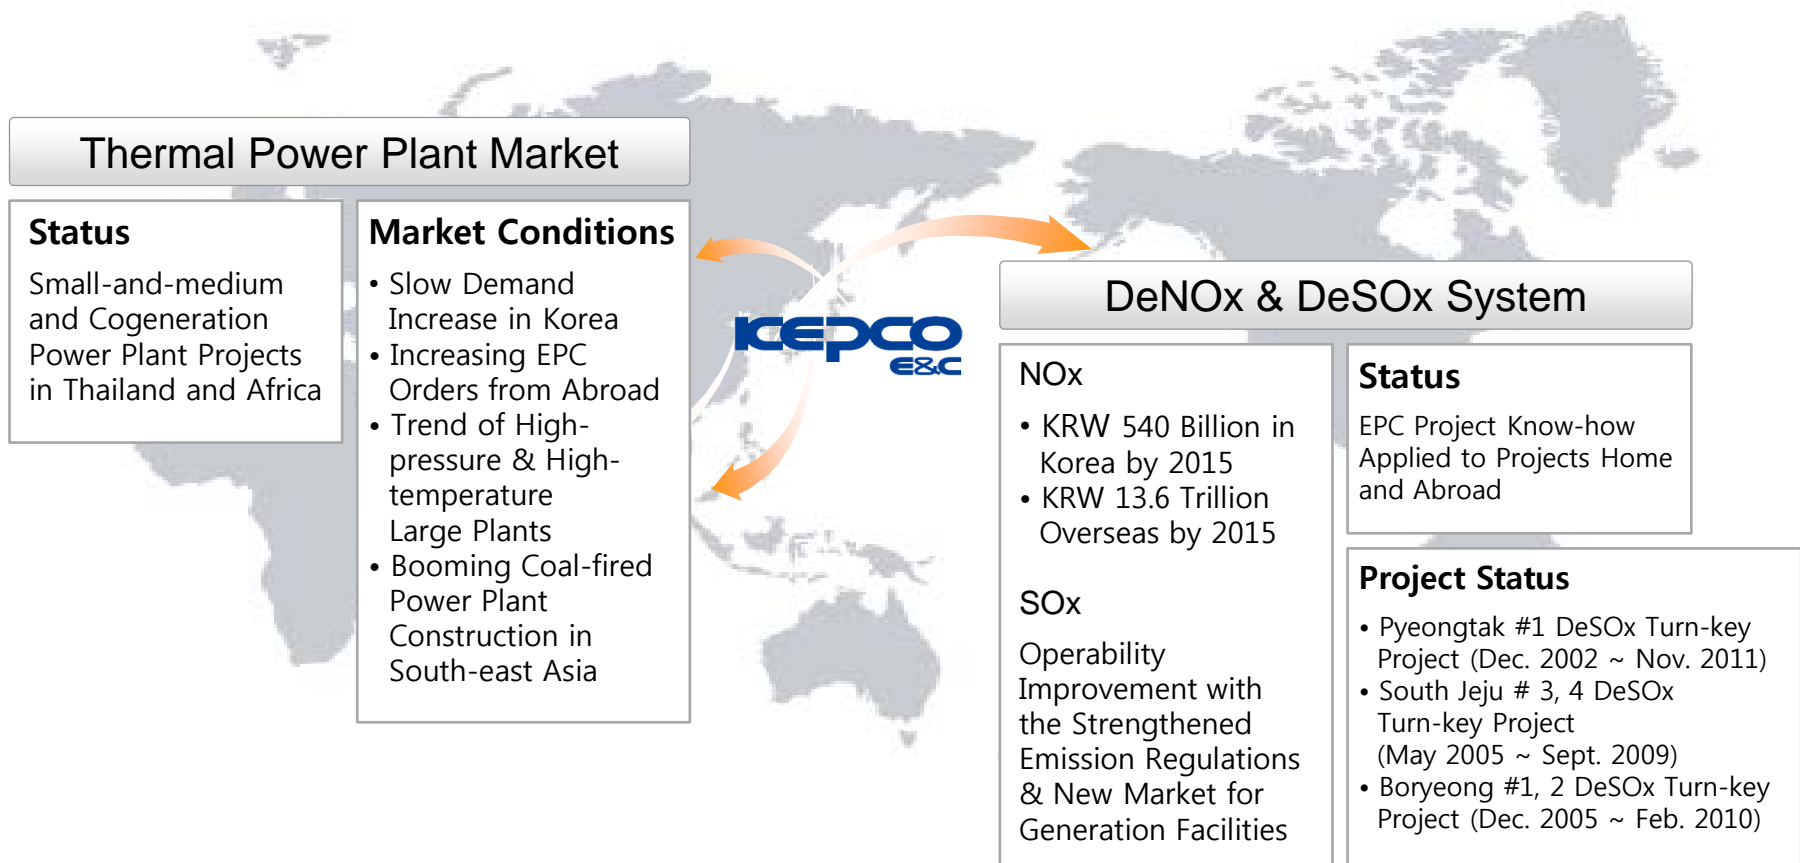 Thermal Power Plant Market
Status
Small-and-medium
and Cogeneration
Power Plant Projects
in Thailand and Africa
Market Conditions
• Slow Demand
Increase in Korea
• Increasing EPC
Orders from Abroad
• Trend of High-
pressure & High-
temperature
Large Plants
• Booming Coal-fired
Power Plant
Construction in
South-east Asia
KEPCO
E&C
DeNOx & DeSOx System
NOx
• KRW 540 Billion in
Korea by 2015
• KRW 13.6 Trillion
Overseas by 2015
SOx
Operability
Improvement with
the Strengthened
Emission Regulations
& New Market for
Generation Facilities
Status
EPC Project Know-how
Applied to Projects Home
and Abroad
Project Status
• Pyeongtak #1 DeSOx Turn-key
Project (Dec. 2002 ~ Nov. 2011)
• South Jeju # 3, 4 DeSOx
Turn-key Project
(May 2005 ~ Sept. 2009)
• Boryeong #1, 2 DeSOx Turn-key
Project (Dec. 2005 ~ Feb. 2010)